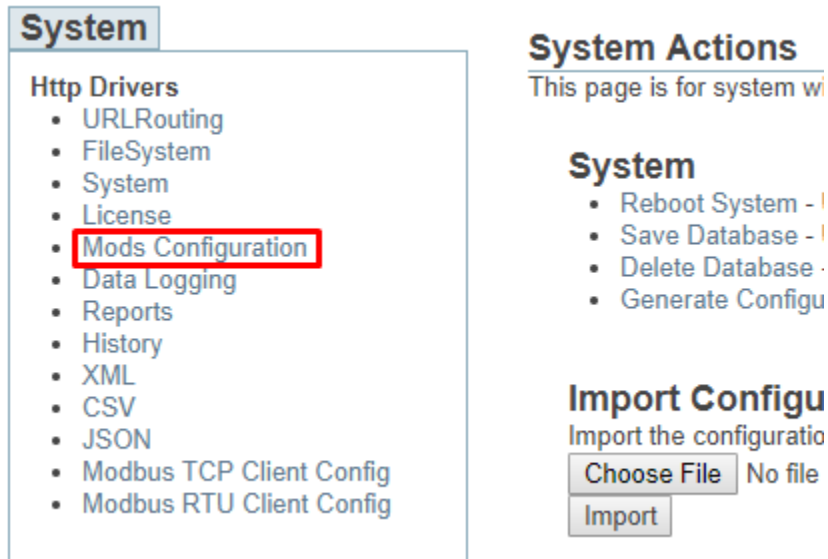 System
Http Drivers
URLRouting
FileSystem
System
License
Mods Configuration
Data Logging
Reports
History
XML
CSV
JSON
Modbus TCP Client Config
Modbus RTU Client Config
System Actions
This page is for system
System
Reboot System -
Save Database -
Delete Database -
Generate
Import
Import the
Choose File No file
Import